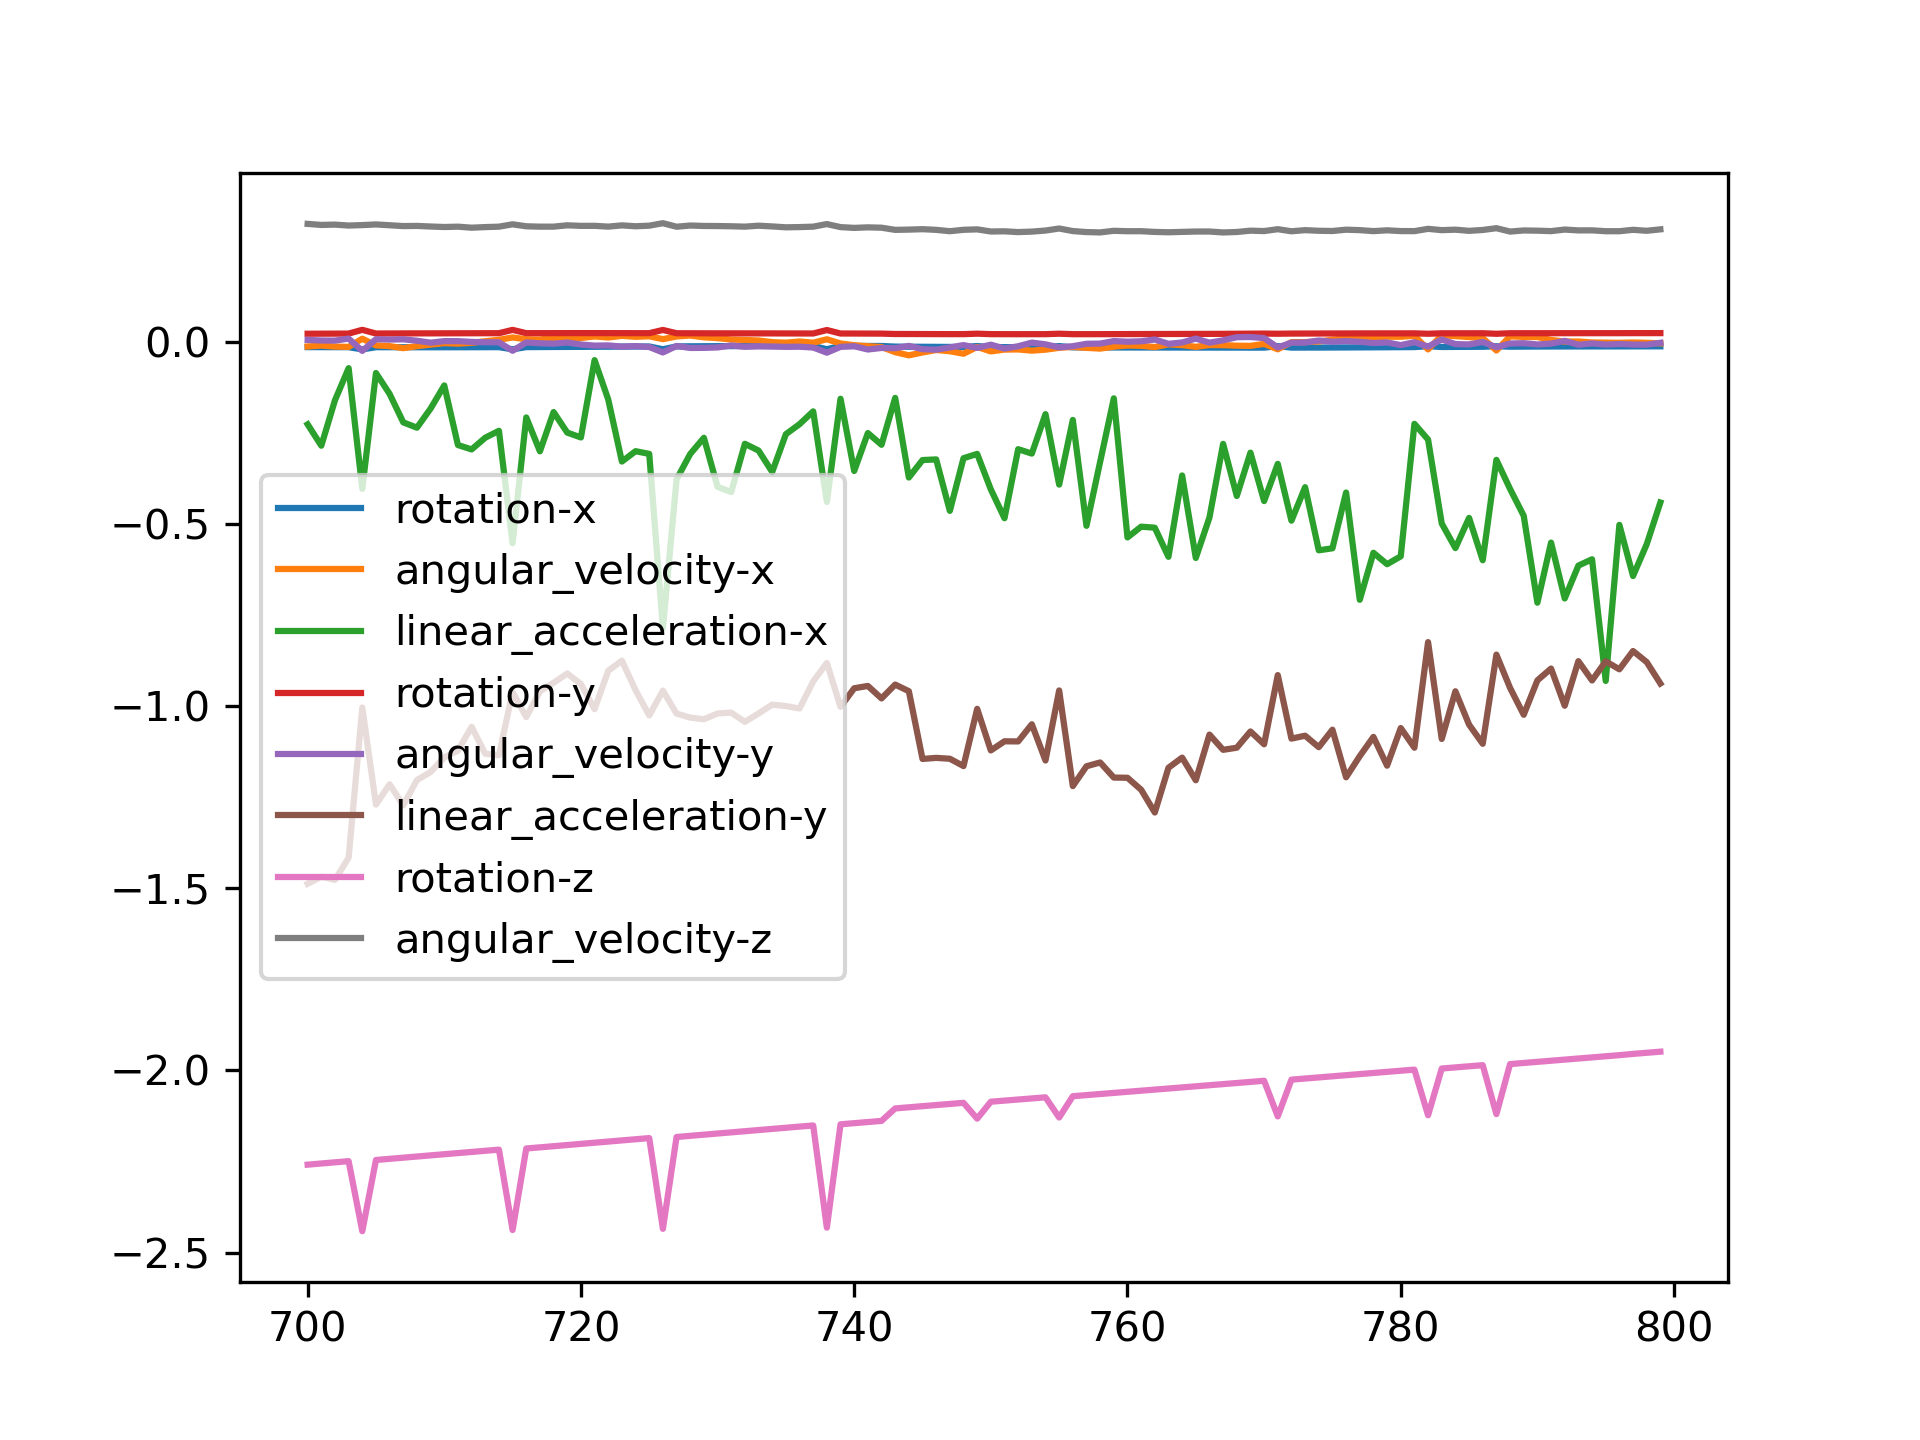 0.0
−0.5
−1.0
−1.5
−2.0
−2.5
rotation-x
angular_velocity-x
linear_acceleration-x
rotation-y
angular_velocity-y
linear_acceleration-y
rotation-z
angular_velocity-z
700 720 740 760 780 800